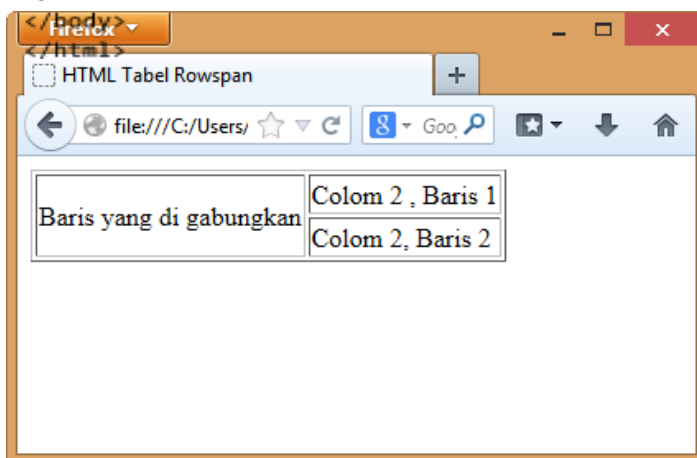 </body>
Firefox
</html>
HTML Tabel Rowspan
file:///C:/Users/
8 Goo
Baris yang di gabungkan
Colom 2 , Baris 1
Colom 2, Baris 2